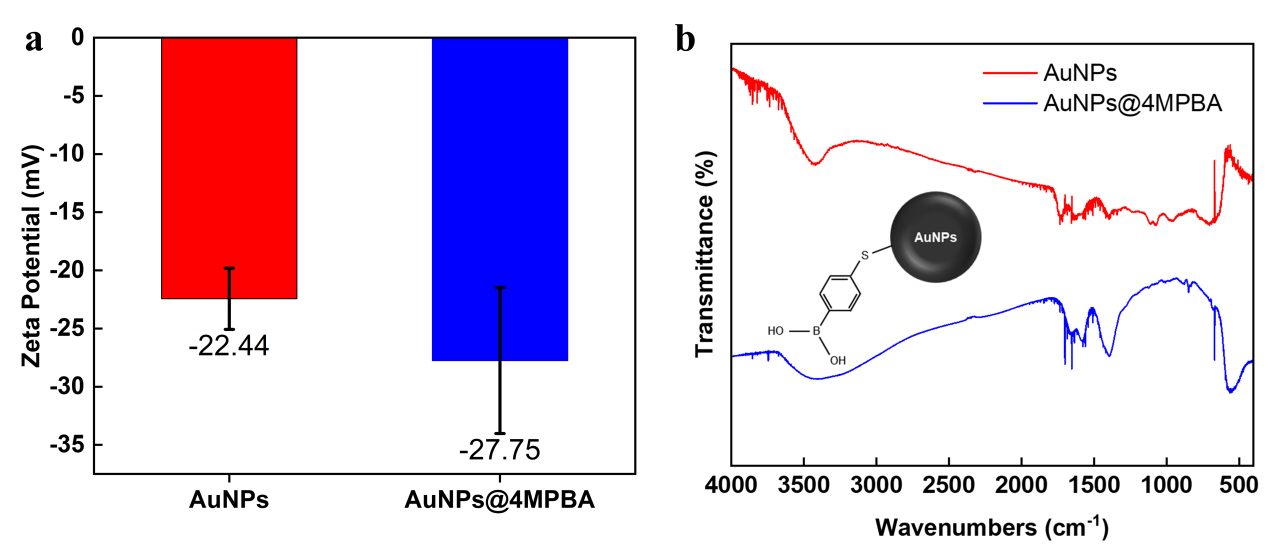 a
Zeta Potential (mV)
0
-5
-10
-15
-20
-25
-30
-35
-22.44
-27.75
AuNPs
AuNPs@4MPBA
b
Transmittance (%)
AuNPs
AuNPs@4MPBA
AuNPs
S
HO
B
OH
4000 3500 3000 2500 2000 1500 1000 500
Wavenumbers (cm⁻¹)